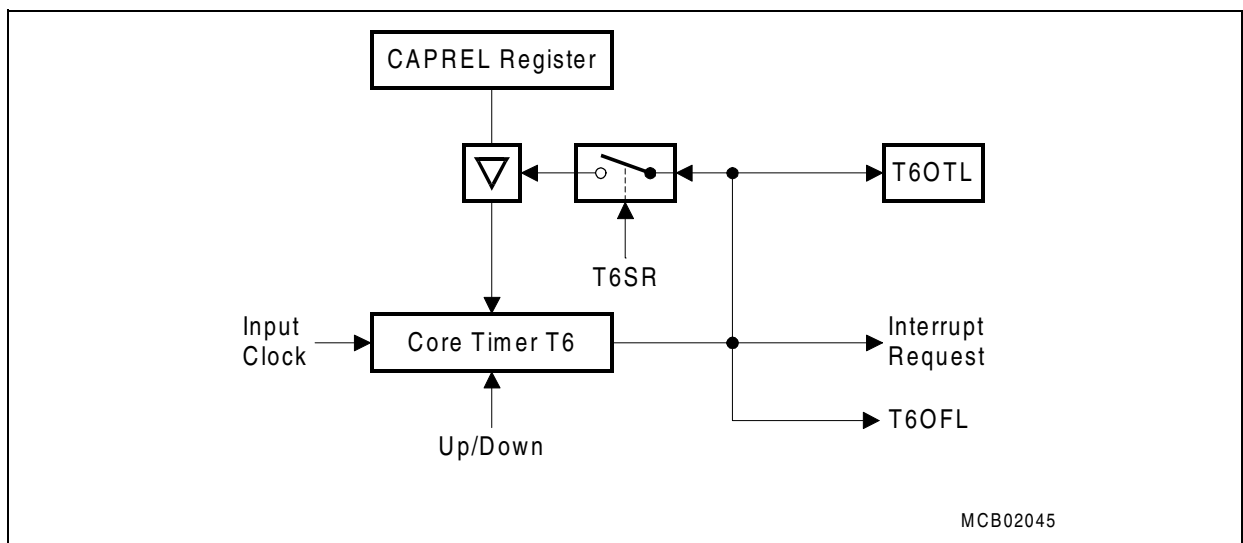 CAPREL Register
T6OTL
T6SR
Input
Clock
Core Timer T6
Interrupt
Request
T6OFL
Up/Down
MCB02045